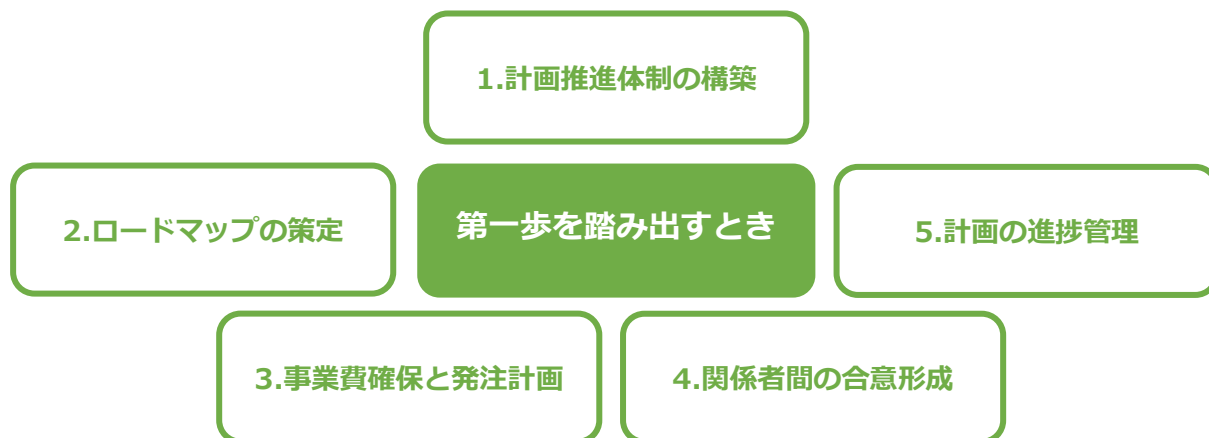 1.計画推進体制の構築
2.ロードマップの策定
第一歩を踏み出すとき
5.計画の進捗管理
3.事業費確保と発注計画
4.関係者間の合意形成